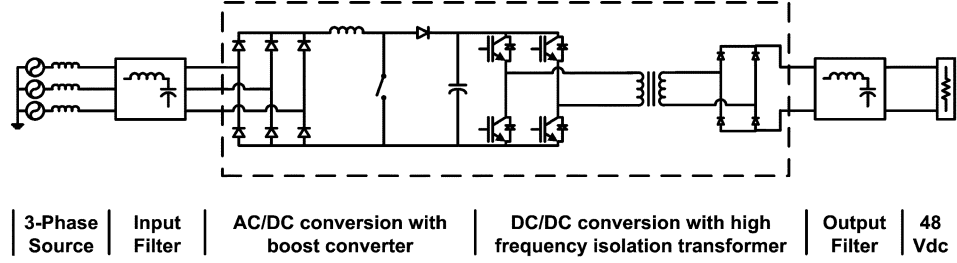 3-Phase
Source
Input
Filter
AC/DC conversion with
boost converter
DC/DC conversion with high
frequency isolation transformer
Output
Filter
48
Vdc